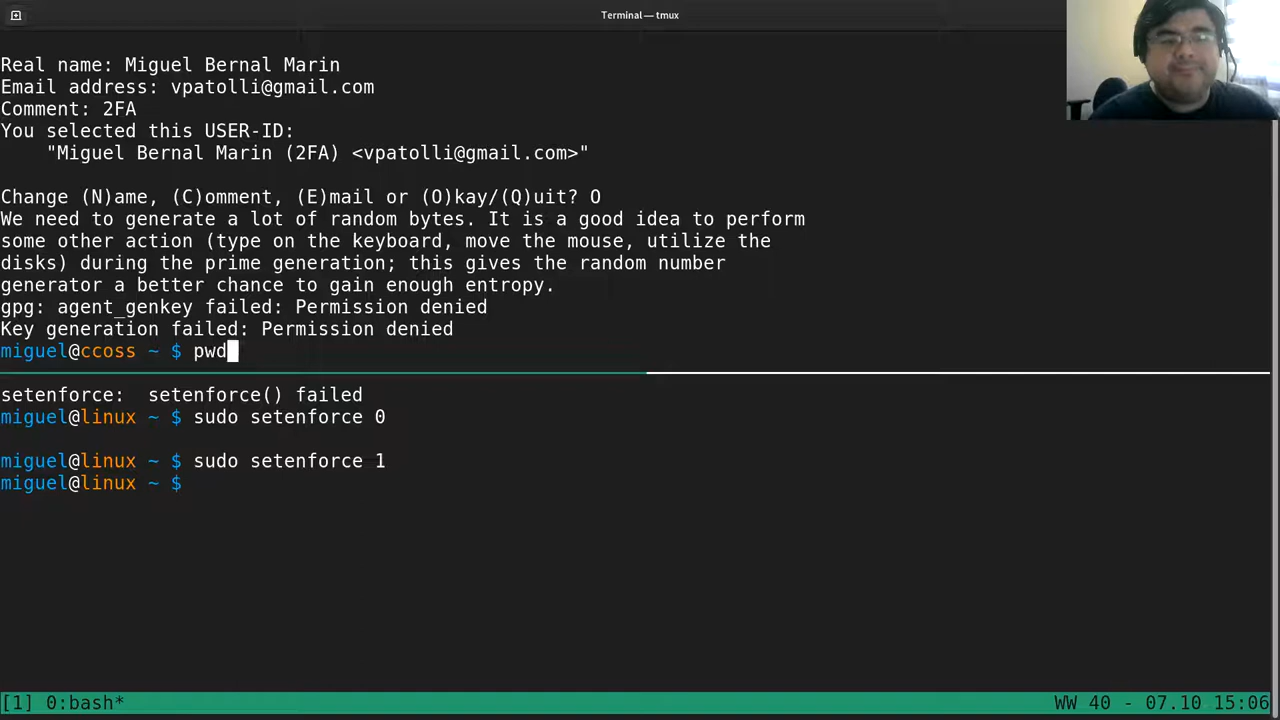 Terminal — tmux
Real name: Miguel Bernal Marin
Email address: vpatolli@gmail.com
Comment: 2FA
You selected this USER-ID:
"Miguel Bernal Marin (2FA) <vpatolli@gmail.com>"
Change (N)ame, (C)omment, (E)mail or (O)kay/(Q)uit? O
We need to generate a lot of random bytes. It is a good idea to perform
some other action (type on the keyboard, move the mouse, utilize the
disks) during the prime generation; this gives the random number
generator a better chance to gain enough entropy.
gpg: agent_genkey failed: Permission denied
Key generation failed: Permission denied
miguel@ccoss ~ $ pwd
setenforce:  setenforce() failed
miguel@linux ~ $ sudo setenforce 0
miguel@linux ~ $ sudo setenforce 1
miguel@linux ~ $
[1] 0:bash* WW 40 - 07.10 15:06